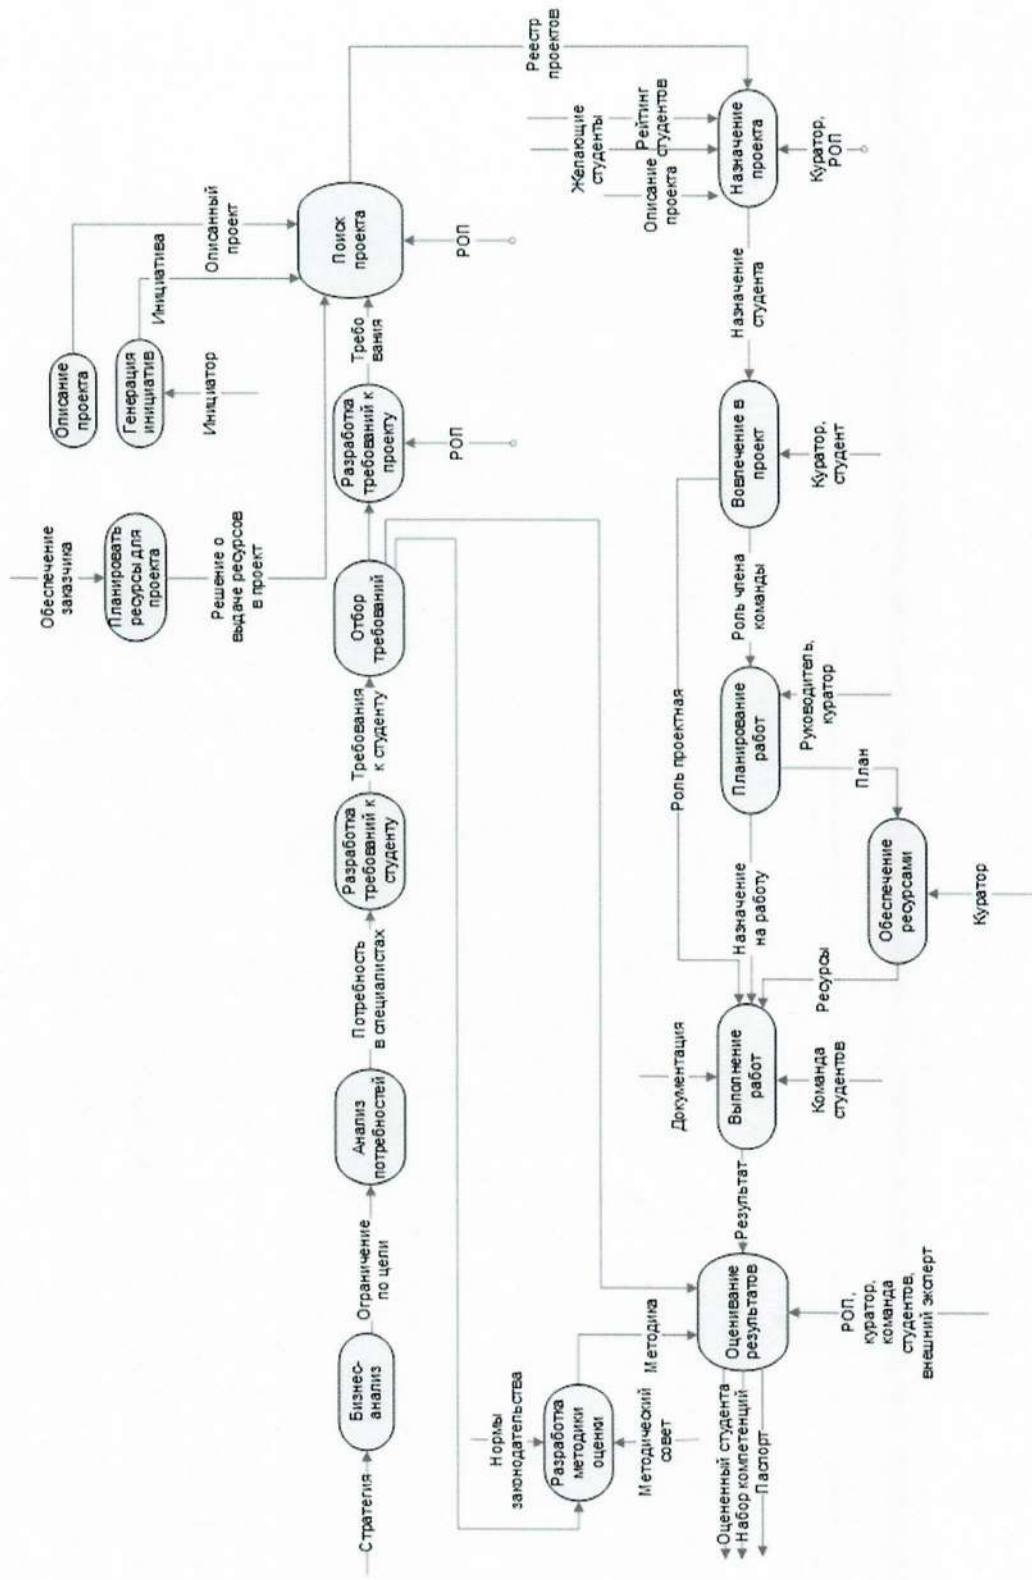 Обеспечение
заказчика
Планировать
ресурсы для
проекта
Решение о
выдаче ресурсов
в проект
Описание
проекта
Генерация
инициатив
Инициатор
Инициатива
Описанный
проект
Стратегия
Бизнес-
анализ
Ограничение
по цели
Анализ
потребностей
Потребность
в специалистах
Разработка
требований к
студенту
Требования
к студенту
Отбор
требований
Разработка
требований к
проекту
РОП
Требо
вания
Поиск
проекта
РОП
Реестр
проектов
Желающие
студенты
Рейтинг
студентов
Описание
проекта
Назначение
проекта
Куратор,
РОП
Назначение
студента
Вовлечение в
проект
Куратор,
студент
Роль проектная
Роль члена
команды
Планирование
работ
Руководитель,
куратор
План
Назначение
на работу
Обеспечение
ресурсами
Куратор
Ресурсы
Документация
Выполнение
работ
Команда
студентов
Результат
Нормы
законодательства
Разработка
методики
оценки
Методический
совет
Методика
Оценивание
результатов
РОП,
куратор,
команда
студентов,
внешний эксперт
Оцененный студента
Набор компетенций
Паспорт